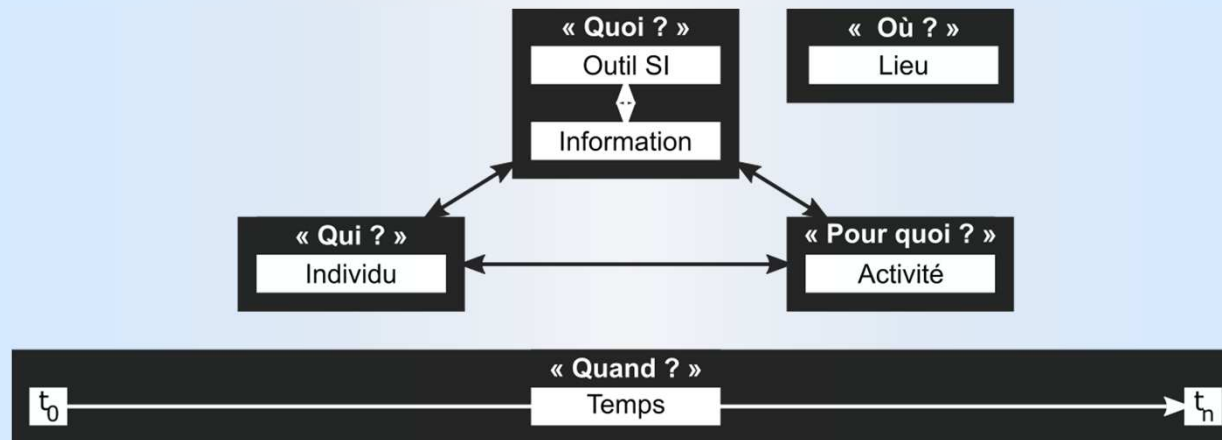 « Quoi ? »
Outil SI
Information
« Où ? »
Lieu
« Qui ? »
Individu
« Pour quoi ? »
Activité
« Quand ? »
t0
Temps
tn